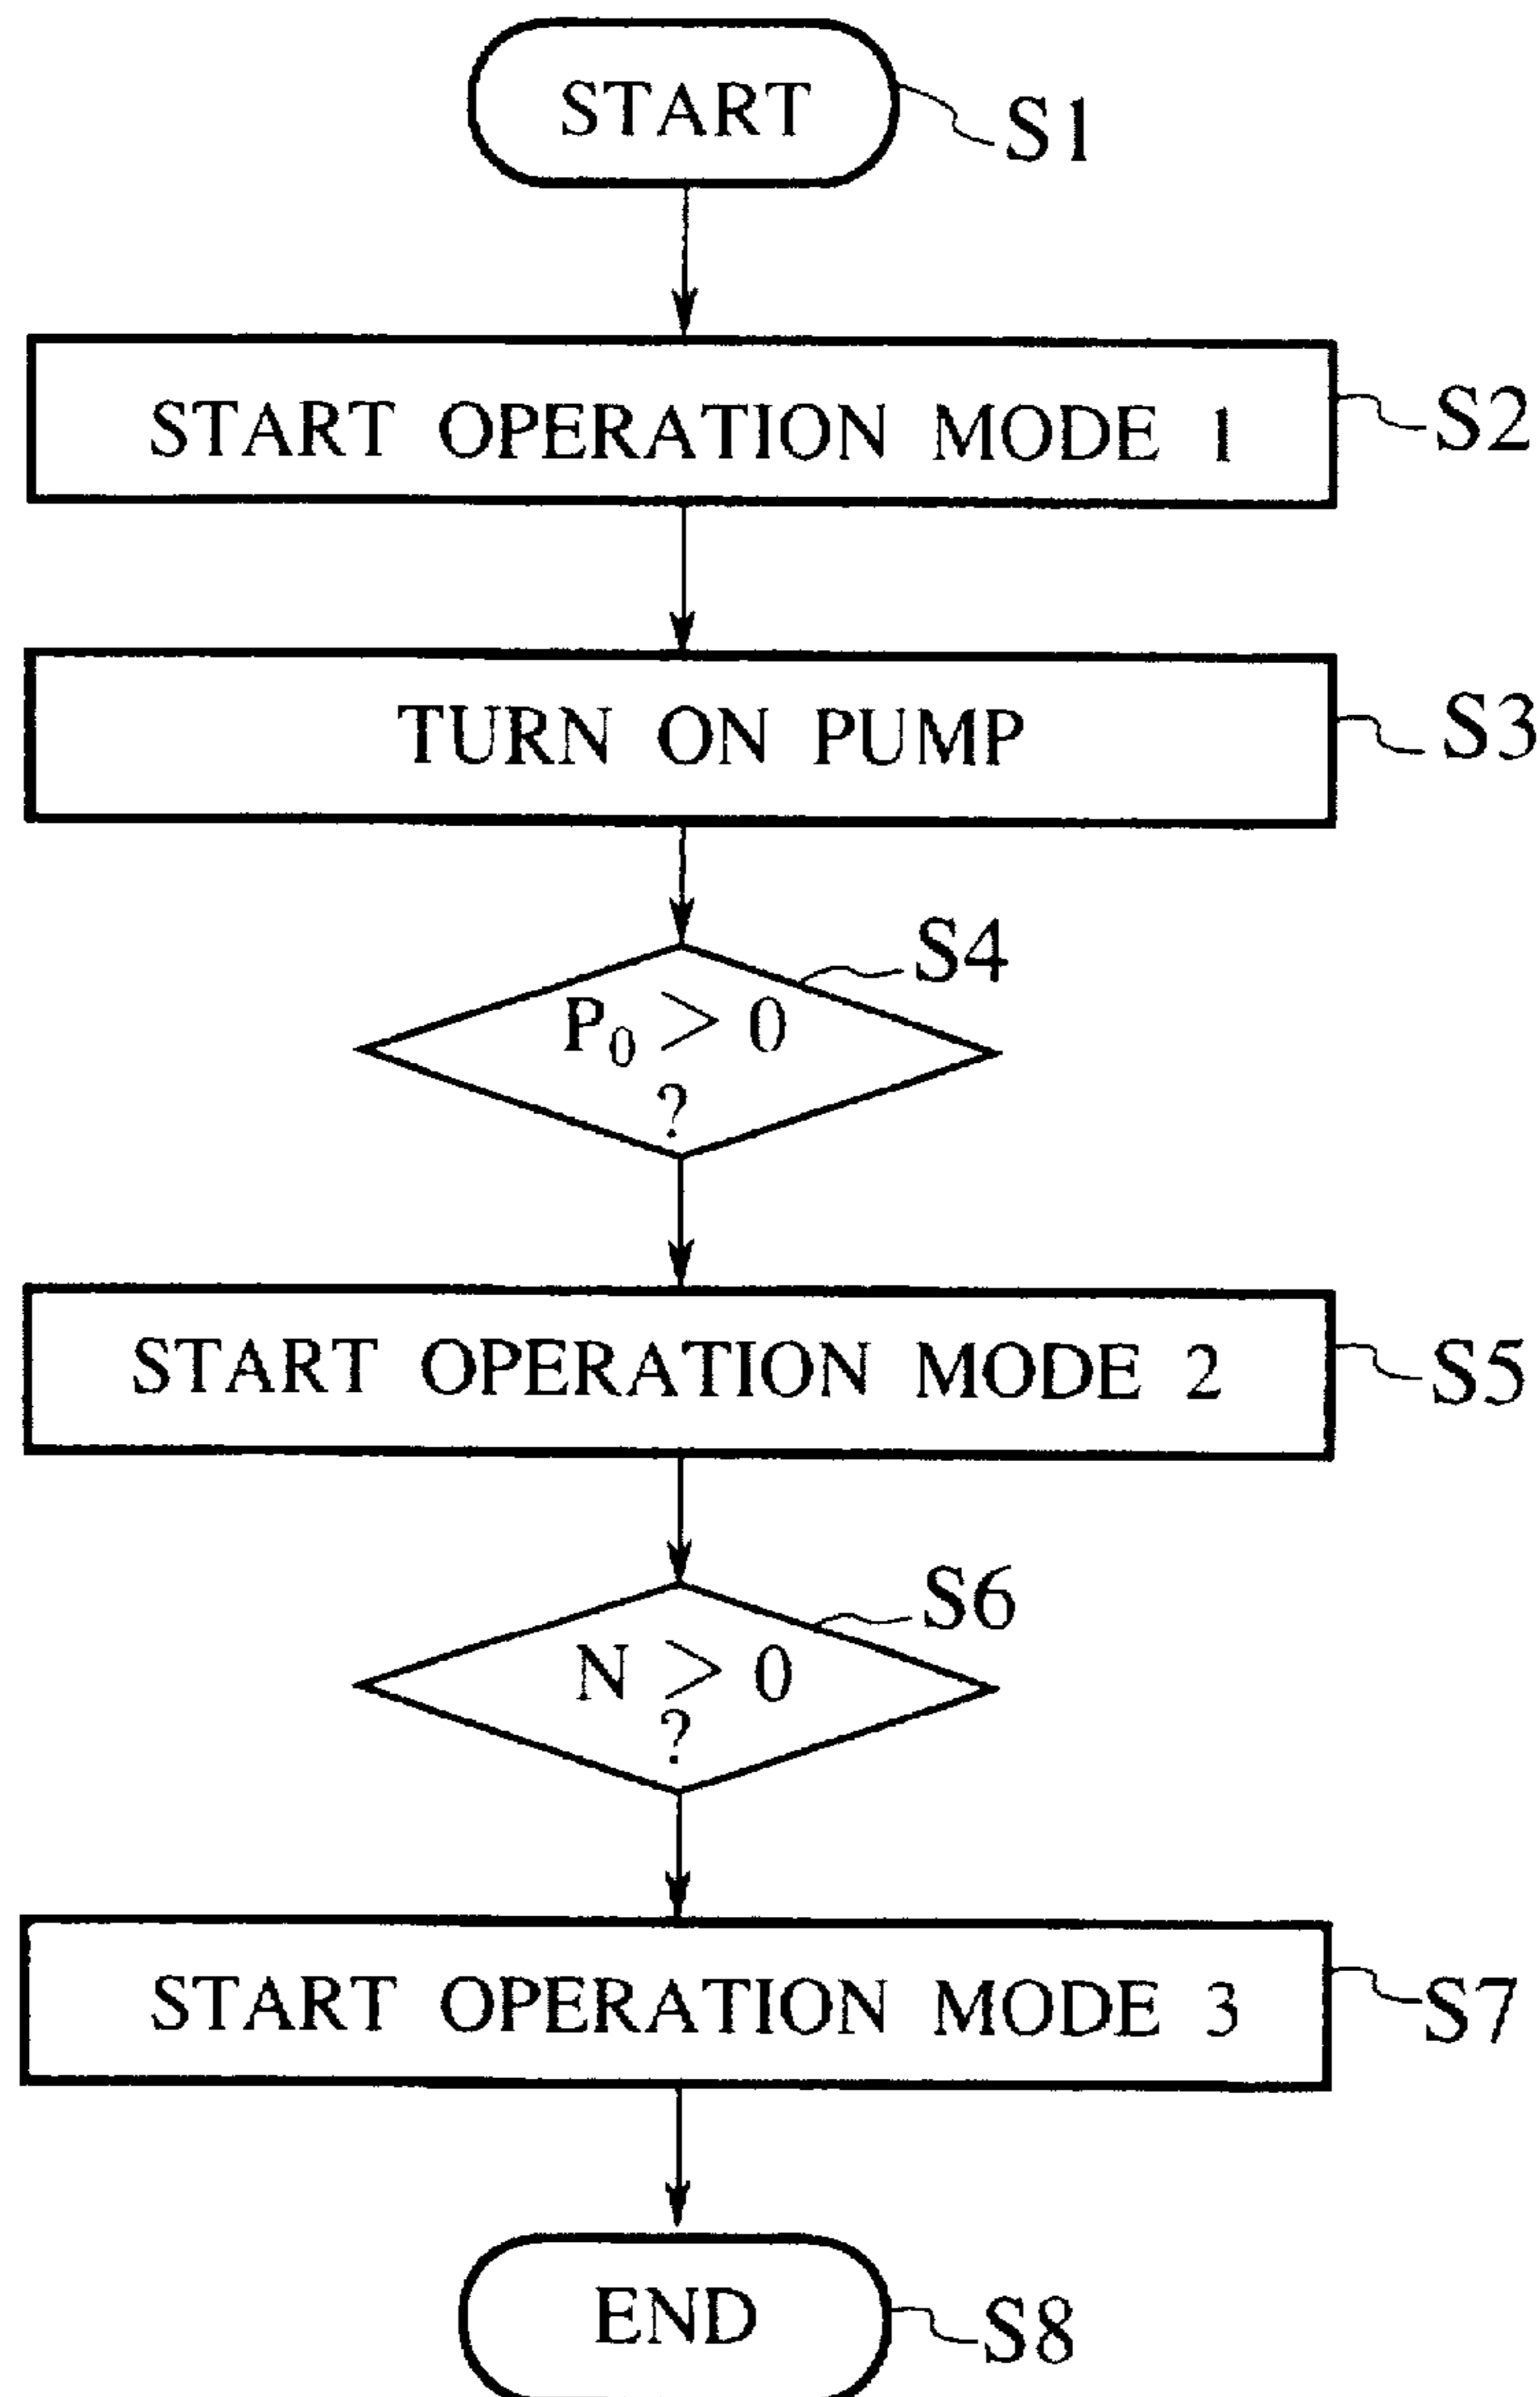 START
S1
START OPERATION MODE 1
S2
TURN ON PUMP
S3
S4
P₀ > 0
?
START OPERATION MODE 2
S5
S6
N > 0
?
START OPERATION MODE 3
S7
END
S8